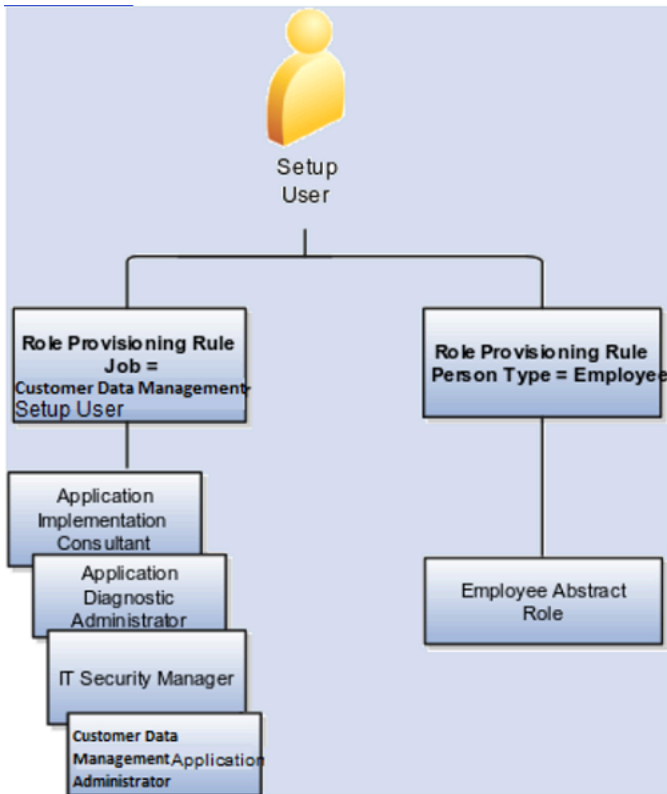 Setup
User
Role Provisioning Rule
Job =
Customer Data Management
Setup User
Role Provisioning Rule
Person Type = Employee
Application
Implementation
Consultant
Application
Diagnostic
Administrator
IT Security Manager
Customer Data
Management Application
Administrator
Employee Abstract
Role